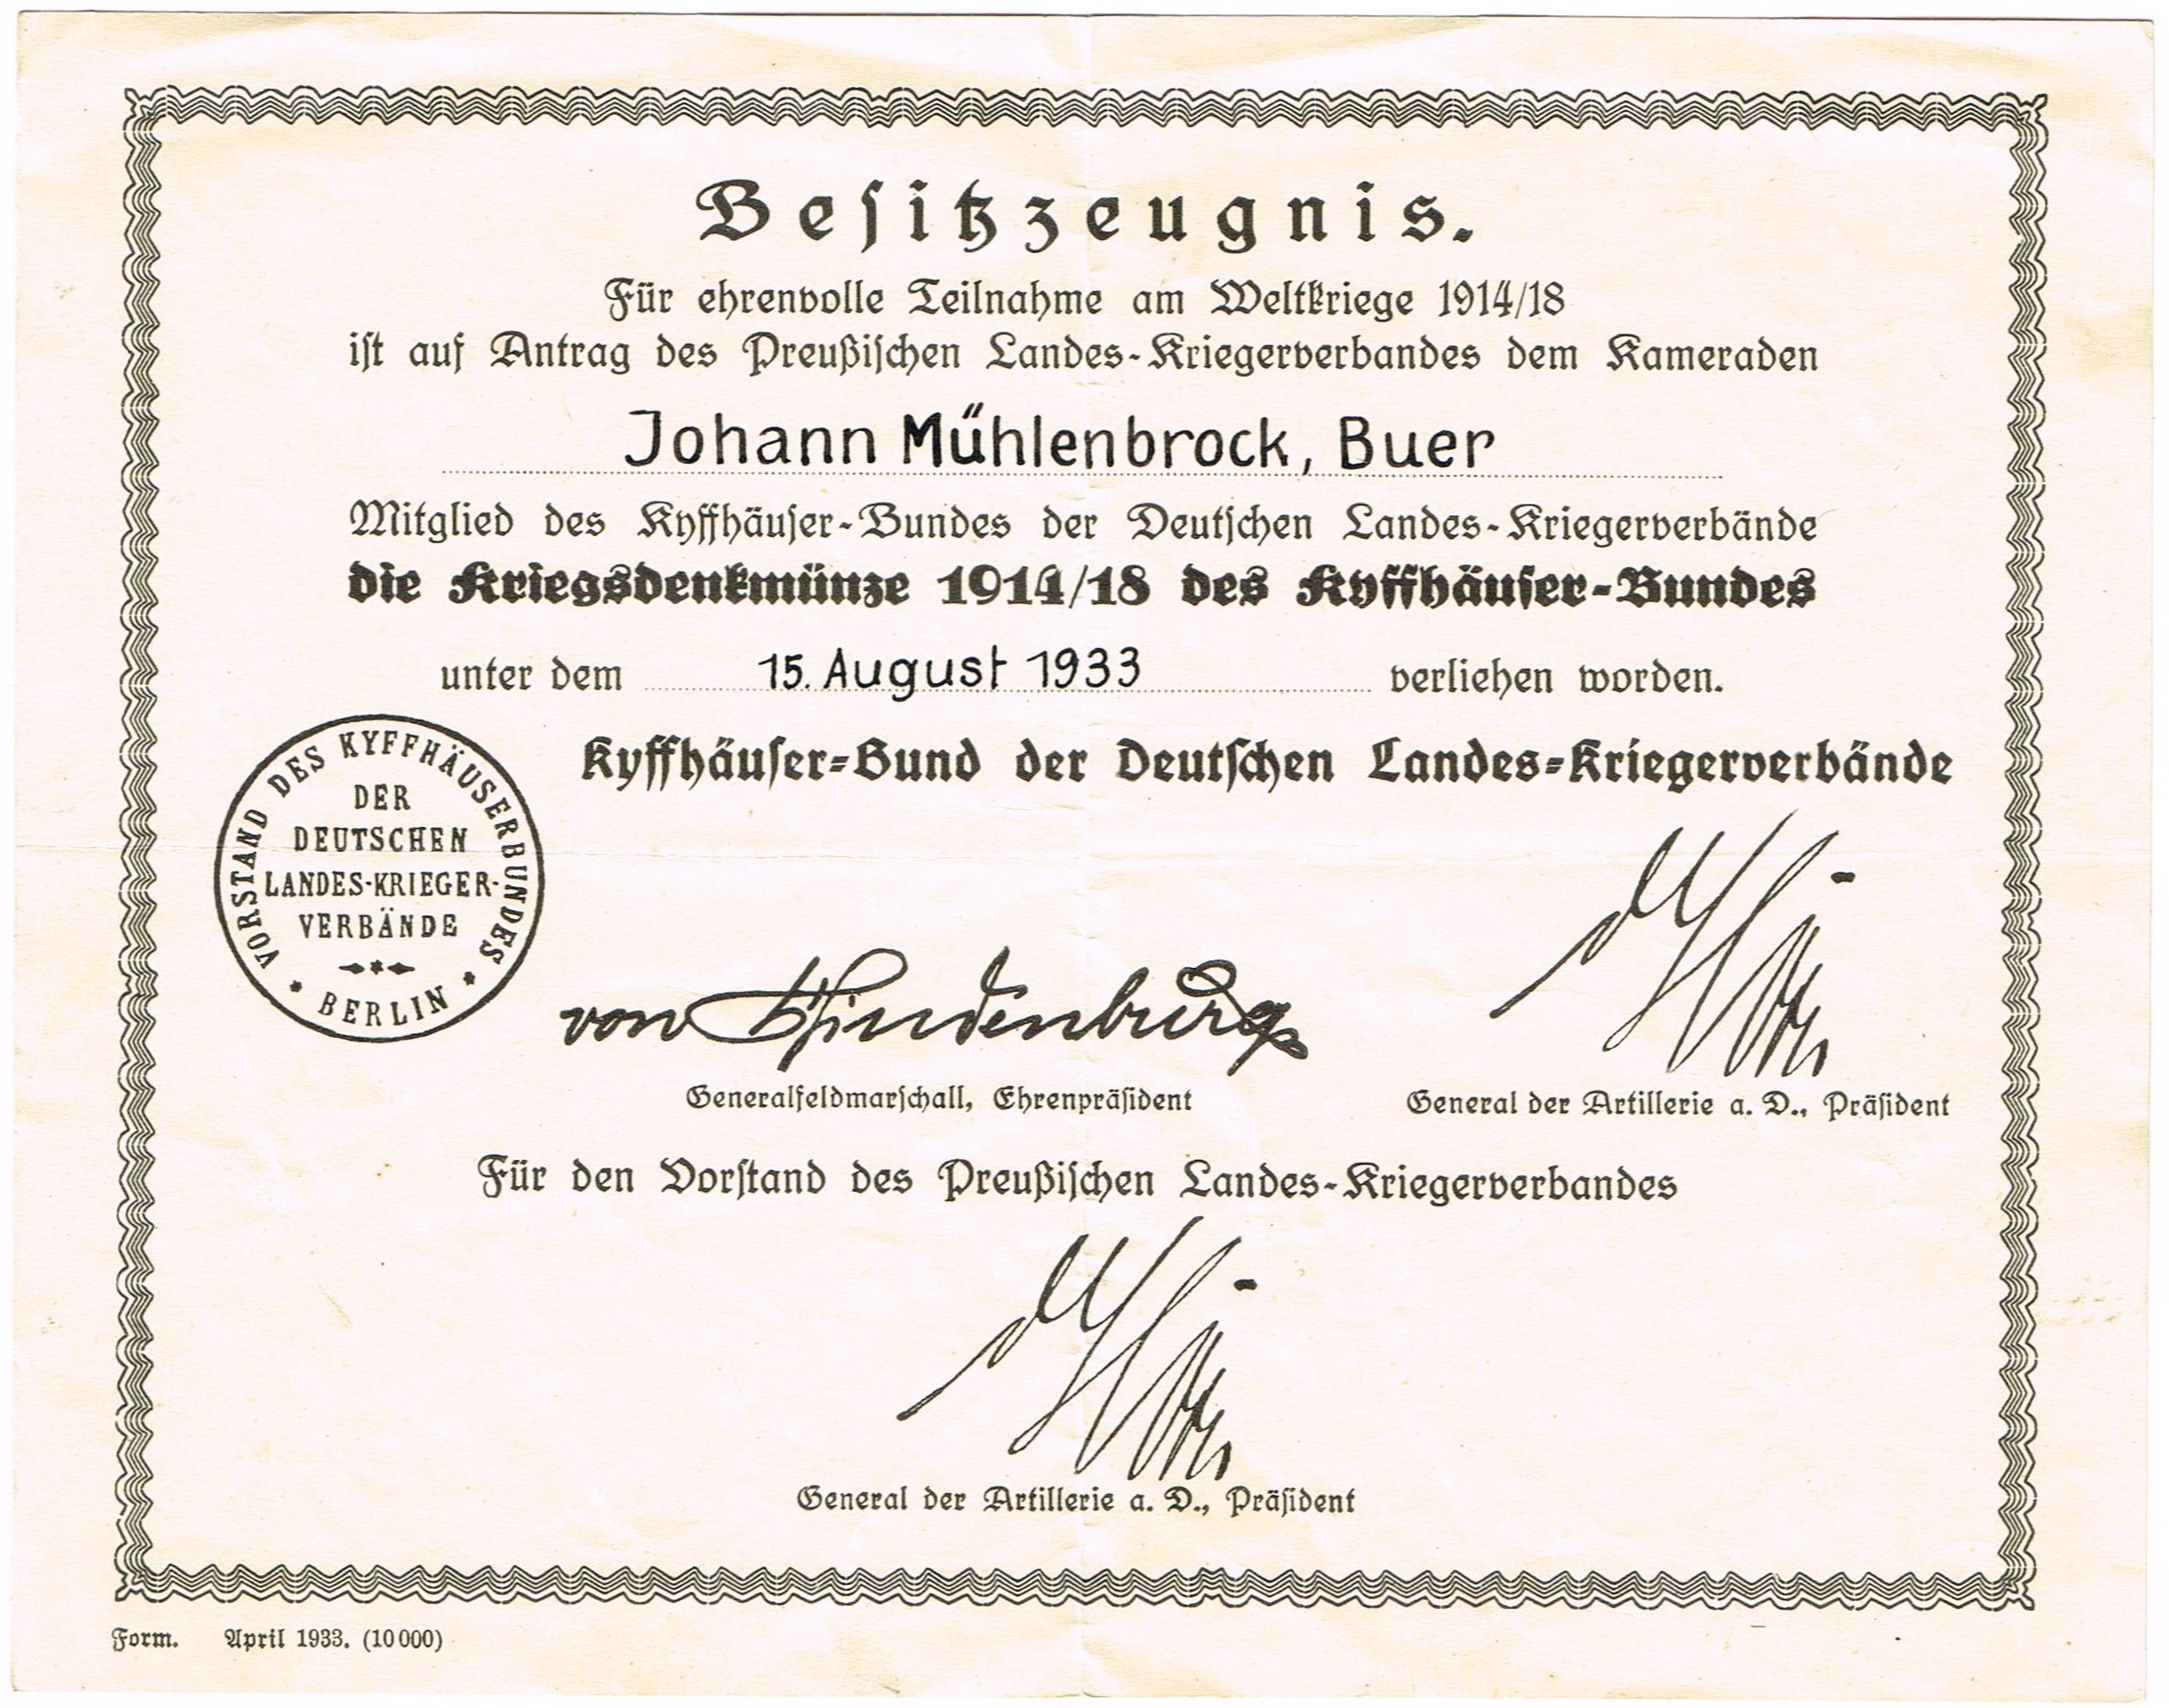 Besitzzeugnis.
Für ehrenvolle Teilnahme am Weltkriege 1914/18
ist auf Antrag des Preußischen Landes-Kriegerverbandes dem Kameraden
Johann Mühlenbrock, Buer
Mitglied des Kyffhäuser-Bundes der Deutschen Landes-Kriegerverbände
die Kriegsdenkmünze 1914/18 des Kyffhäuser-Bundes
unter dem 15. August 1933 verliehen worden.
Kyffhäuser-Bund der Deutschen Landes-Kriegerverbände
VORSTAND DES KYFFHÄUSERBUNDES
DER
DEUTSCHEN
LANDES-KRIEGER-
VERBÄNDE
BERLIN
von Hindenburg
Generalfeldmarschall, Ehrenpräsident
General der Artillerie a. D., Präsident
Für den Vorstand des Preußischen Landes-Kriegerverbandes
General der Artillerie a. D., Präsident
Form. April 1933. (10000)